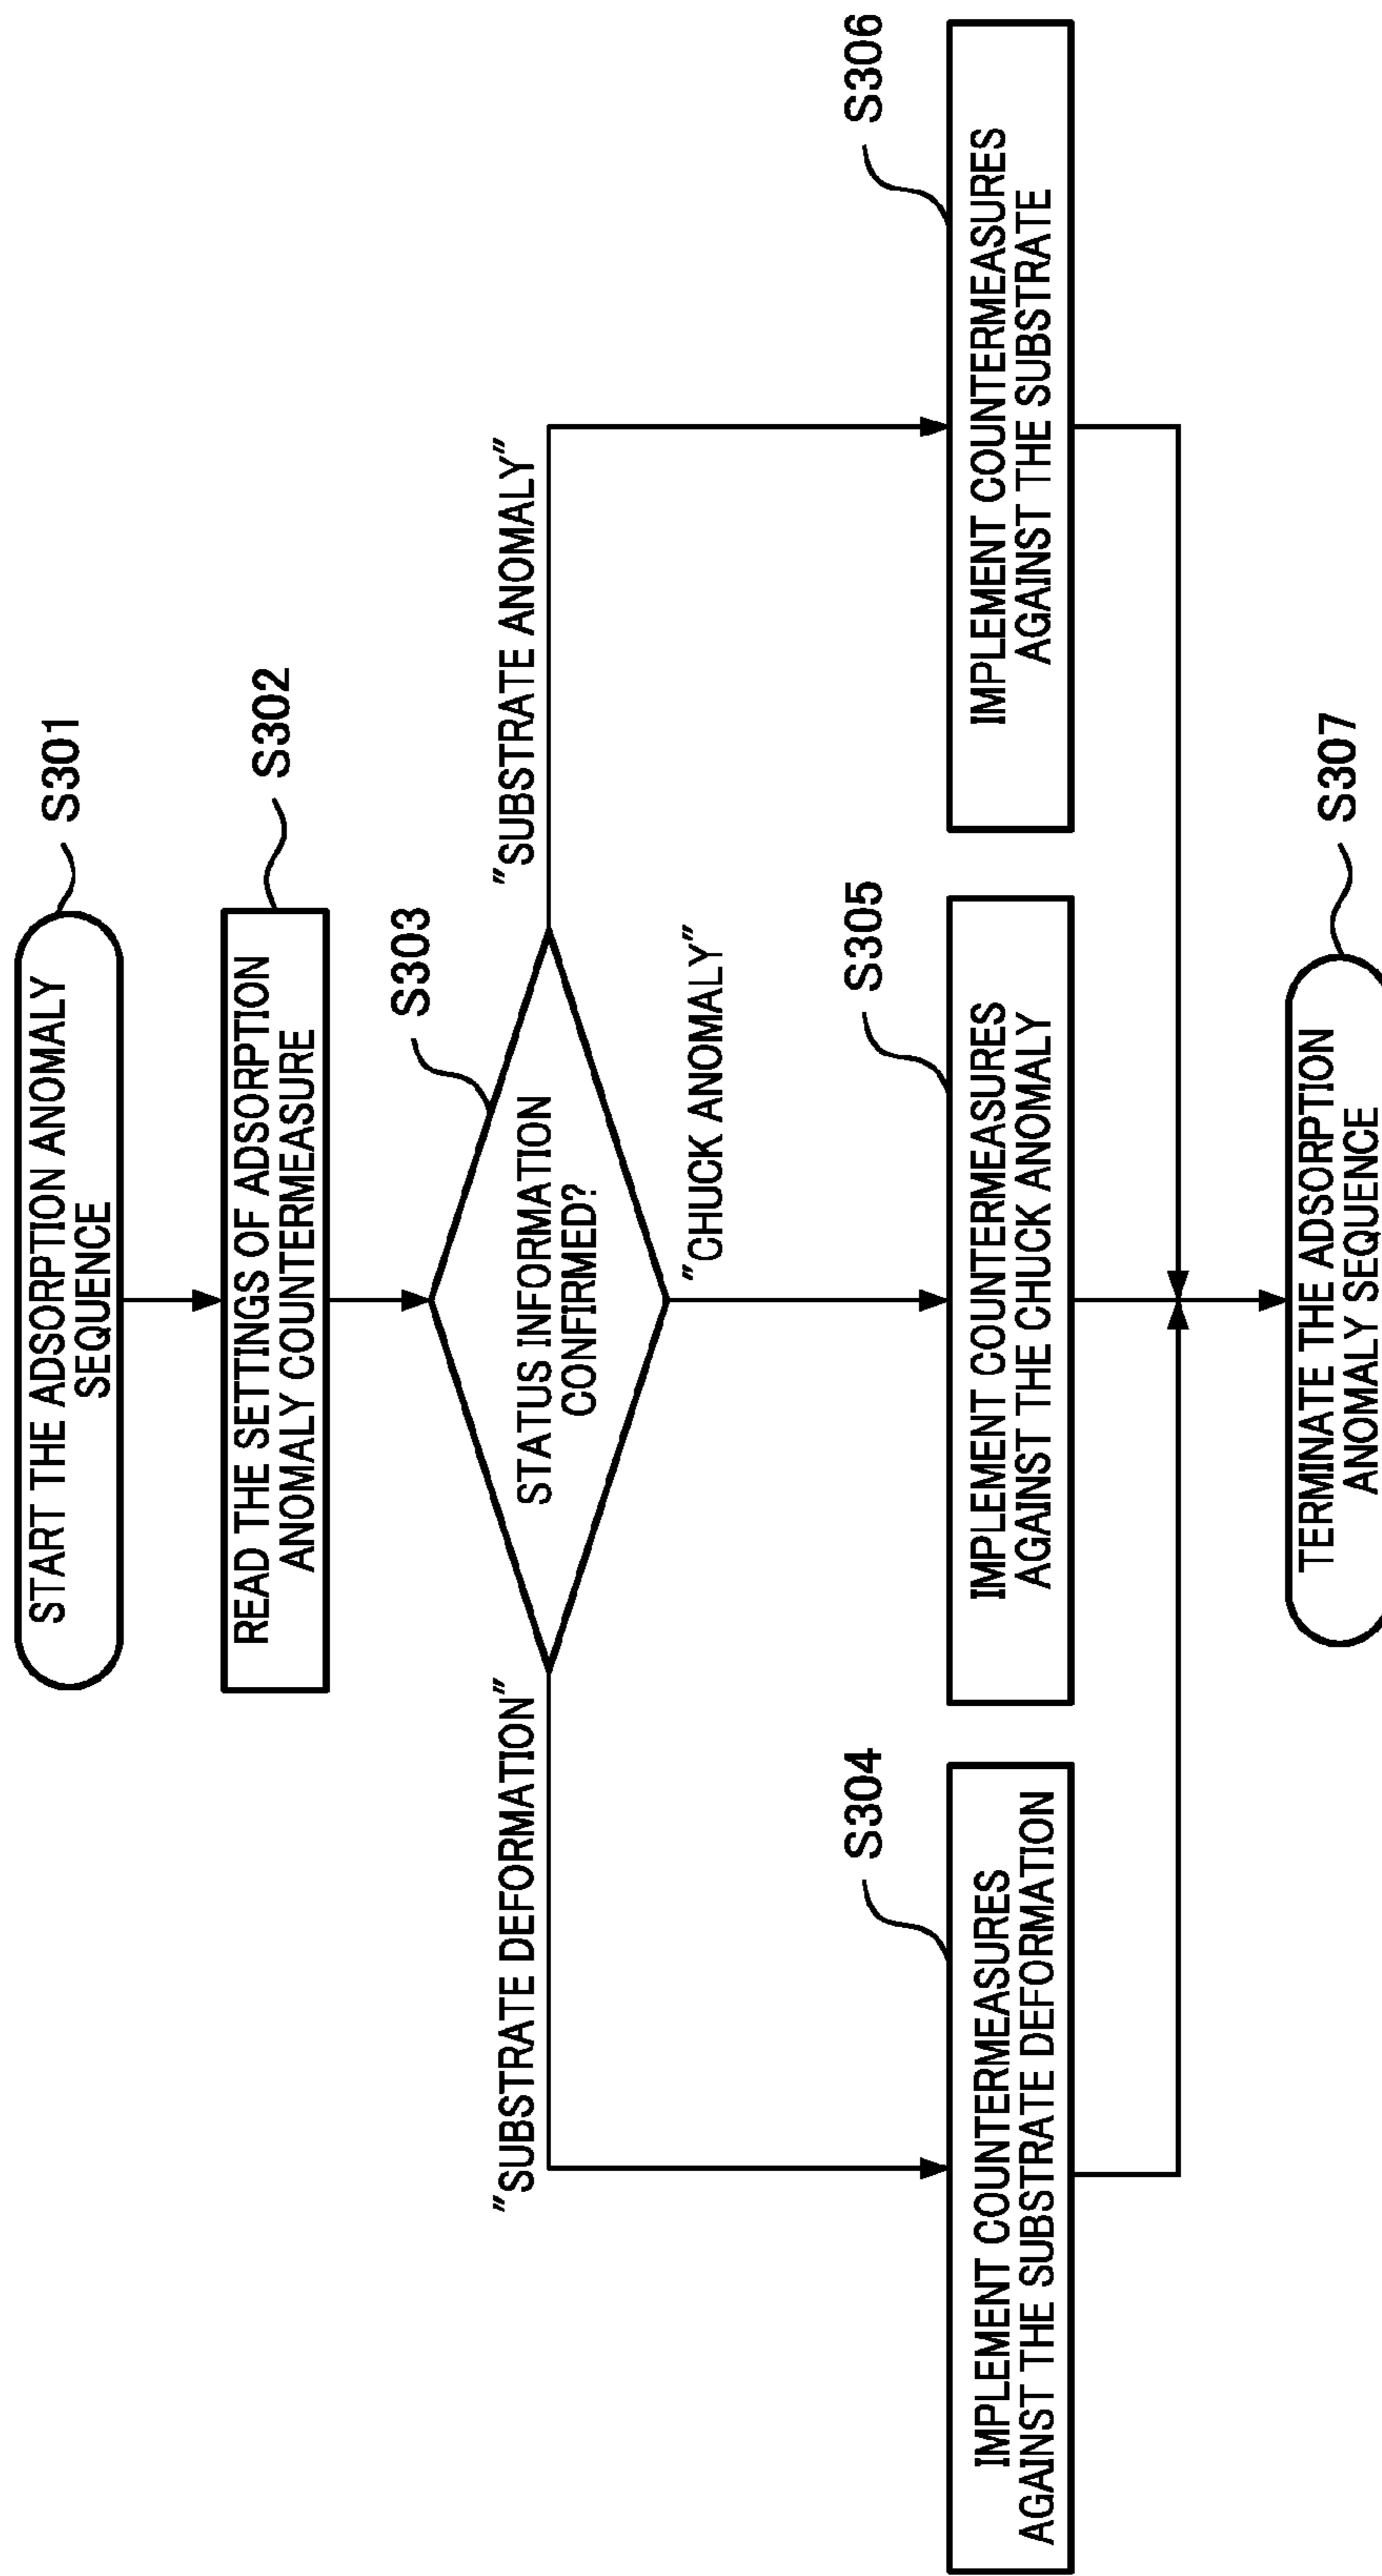 START THE ADSORPTION ANOMALY
SEQUENCE
S301
READ THE SETTINGS OF ADSORPTION
ANOMALY COUNTERMEASURE
S302
STATUS INFORMATION
CONFIRMED?
S303
"SUBSTRATE DEFORMATION"
"SUBSTRATE ANOMALY"
"CHUCK ANOMALY"
S304
IMPLEMENT COUNTERMEASURES
AGAINST THE SUBSTRATE DEFORMATION
S305
IMPLEMENT COUNTERMEASURES
AGAINST THE CHUCK ANOMALY
S306
IMPLEMENT COUNTERMEASURES
AGAINST THE SUBSTRATE
TERMINATE THE ADSORPTION
ANOMALY SEQUENCE
S307